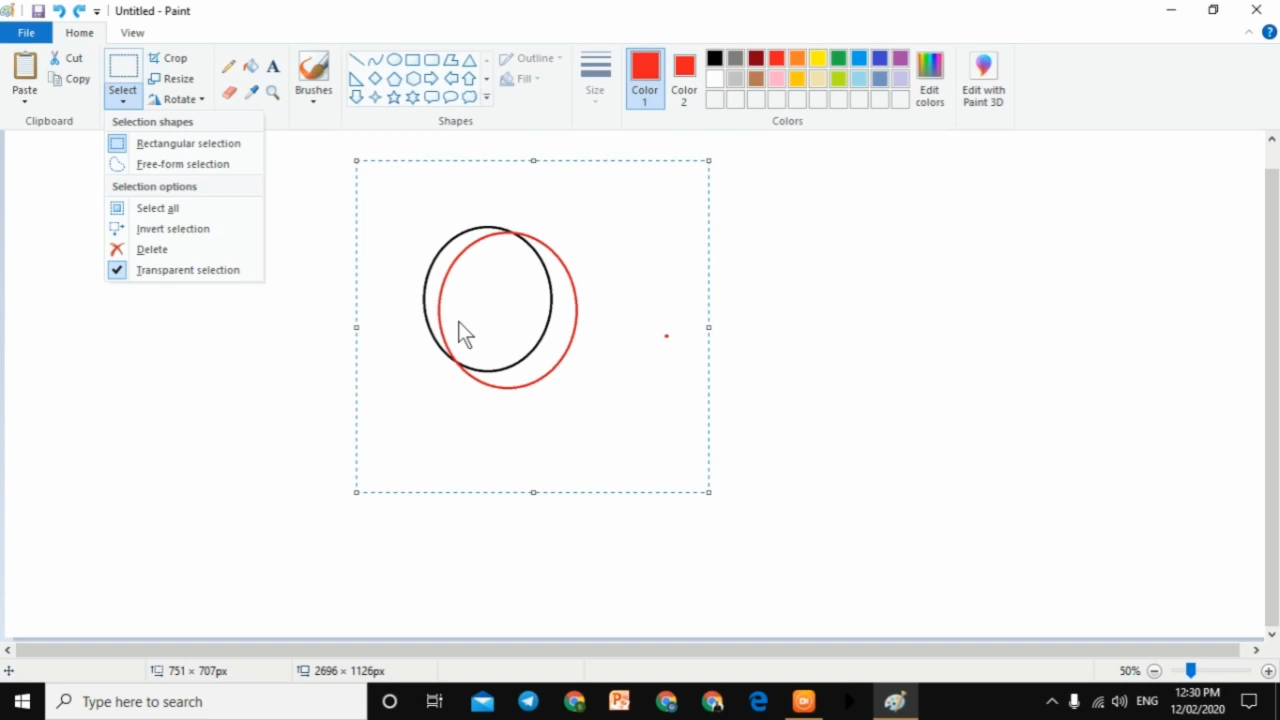 Untitled - Paint
File Home View
Paste
Cut
Copy
Clipboard
Select
Crop
Resize
Rotate
Brushes
Outline
Fill
Shapes
Size
Color 1
Color 2
Edit colors
Colors
Edit with Paint 3D
Selection shapes
Rectangular selection
Free-form selection
Selection options
Select all
Invert selection
Delete
Transparent selection
751 × 707px 2696 × 1126px 50%
Type here to search
ENG
12:30 PM
12/02/2020